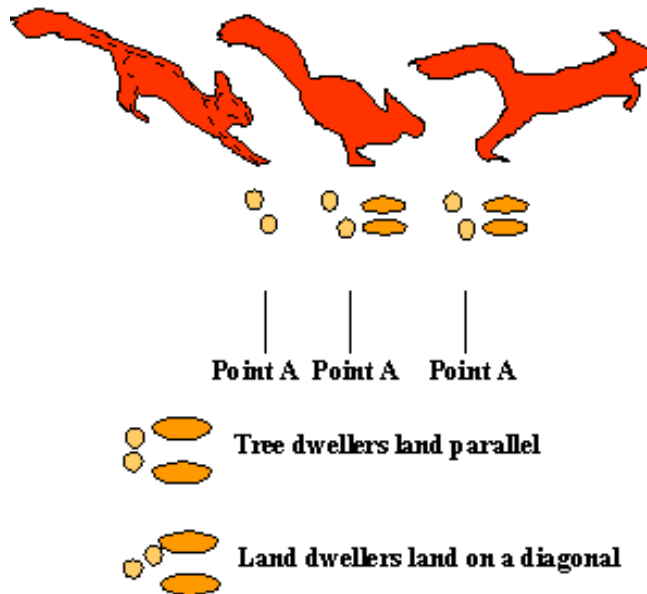 Point A Point A Point A
Tree dwellers land parallel
Land dwellers land on a diagonal